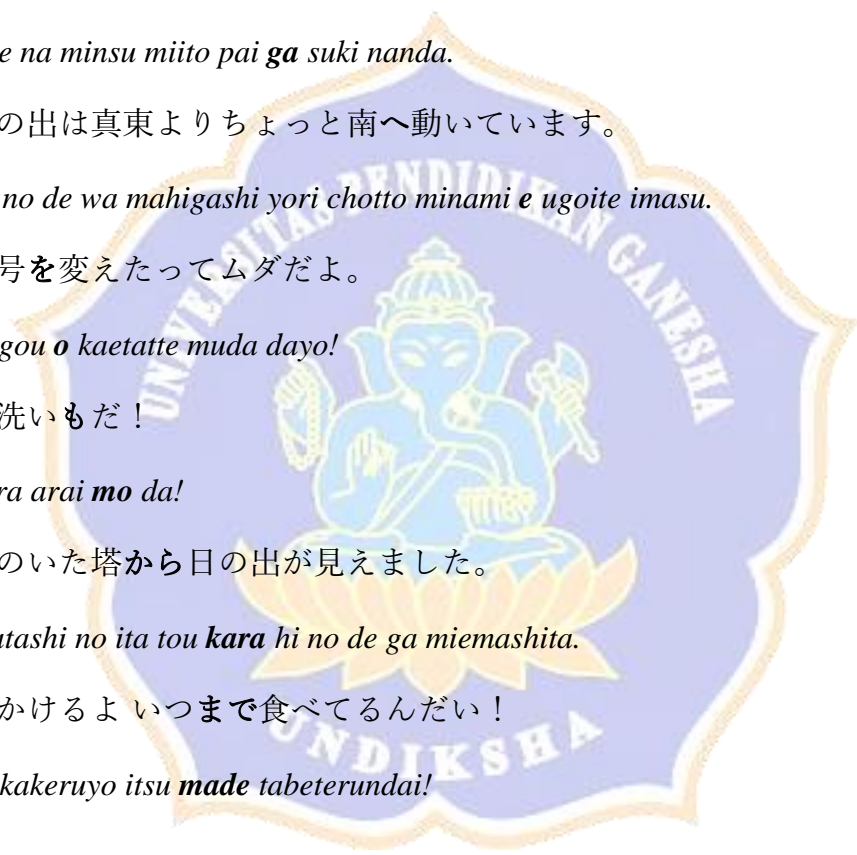 e na minsu miito pai ga suki nanda.
の出は真東よりちょっと南へ動いています。
no de wa mahigashi yori chotto minami e ugoite imasu.
号を変えたってムダだよ。
gou o kaetatte muda dayo!
洗いもだ！
ra arai mo da!
のいた塔から日の出が見えました。
atashi no ita tou kara hi no de ga miemashita.
かけるよ いつまで食べてるんだい！
kakeruyo itsu made tabeterundai!
UNIVERSITAS PENDIDIKAN GANESHA
UNDIKSHA